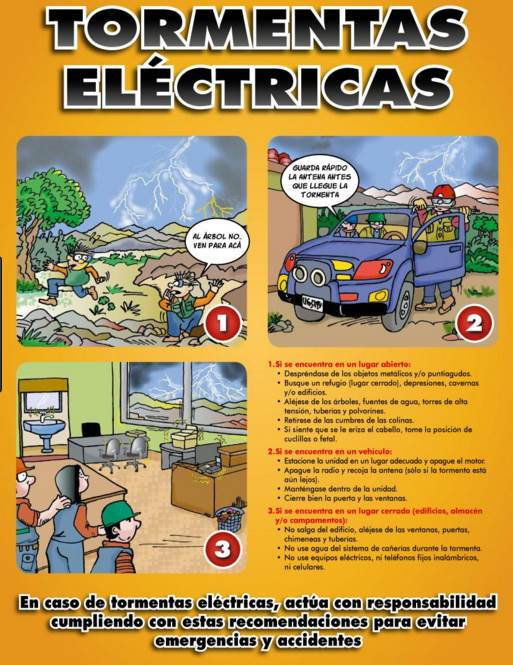 TORMENTAS
ELÉCTRICAS
AL ÁRBOL NO..
VEN PARA ACÁ
1
GUARDA RÁPIDO
LA ANTENA ANTES
QUE LLEGUE LA
TORMENTA
2
3
1.Si se encuentra en un lugar abierto:
• Despréndase de los objetos metálicos y/o puntiagudos.
• Busque un refugio (lugar cerrado), depresiones, cavernas
y/o edificios.
• Aléjese de los árboles, fuentes de agua, torres de alta
tensión, tuberias y polvorines.
• Retirese de las cumbres de las colinas.
• Si siente que se le eriza el cabello, tome la posición de
cuclillas o fetal.
2.Si se encuentra en un vehículo:
• Estacione la unidad en un lugar adecuado y apague el motor.
• Apague la radio y recoja la antena (sólo si la tormenta está
aún lejos).
• Manténgase dentro de la unidad.
• Cierre bien la puerta y las ventanas.
3.Si se encuentra en un lugar cerrado (edificios, almacén
y/o campamentos):
• No salga del edificio, aléjese de las ventanas, puertas,
chimeneas y tuberias.
• No use agua del sistema de cañerias durante la tormenta.
• No use equipos eléctricos, ni teléfonos fijos inalámbricos,
ni celulares.
En caso de tormentas eléctricas, actúa con responsabilidad
cumpliendo con estas recomendaciones para evitar
emergencias y accidentes